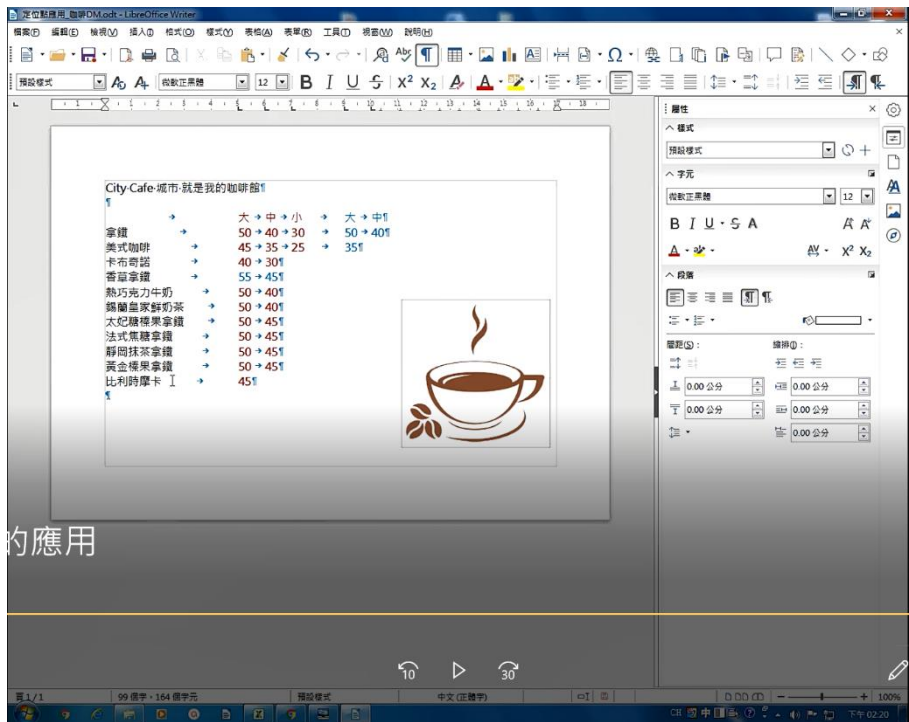 定位點應用_咖啡DM.odt - LibreOffice Writer
檔案(F) 編輯(E) 檢視(V) 插入(I) 格式(O) 樣式(Y) 表格(A) 表單(R) 工具(T) 視窗(W) 說明(H)
預設樣式 微軟正黑體 12
屬性
樣式
預設樣式
字元
微軟正黑體 12
段落
間距(S): 縮排(I):
0.00 公分 0.00 公分
0.00 公分 0.00 公分
0.00 公分
City·Cafe·城市·就是我的咖啡館¶
¶
→ 大→中→小 → 大→中¶
拿鐵 → 50→40→30 → 50→40¶
美式咖啡 → 45→35→25 → 35¶
卡布奇諾 → 40→30¶
香草拿鐵 → 55→45¶
熱巧克力牛奶 → 50→40¶
錫蘭皇家鮮奶茶 → 50→40¶
太妃糖榛果拿鐵 → 50→45¶
法式焦糖拿鐵 → 50→45¶
靜岡抹茶拿鐵 → 50→45¶
黃金榛果拿鐵 → 50→45¶
比利時摩卡 → 45¶
¶
的應用
10 30
頁 1 / 1 99 個字，164 個字元 預設樣式 中文 (正體字) 100%
CH 中 下午 02:20